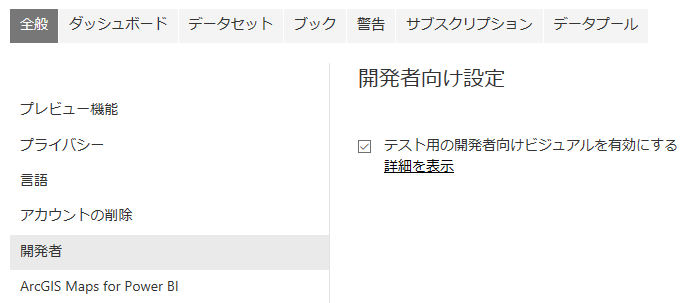 全般 ダッシュボード データセット ブック 警告 サブスクリプション データプール
開発者向け設定
プレビュー機能
プライバシー
言語
アカウントの削除
開発者
ArcGIS Maps for Power BI
テスト用の開発者向けビジュアルを有効にする
詳細を表示